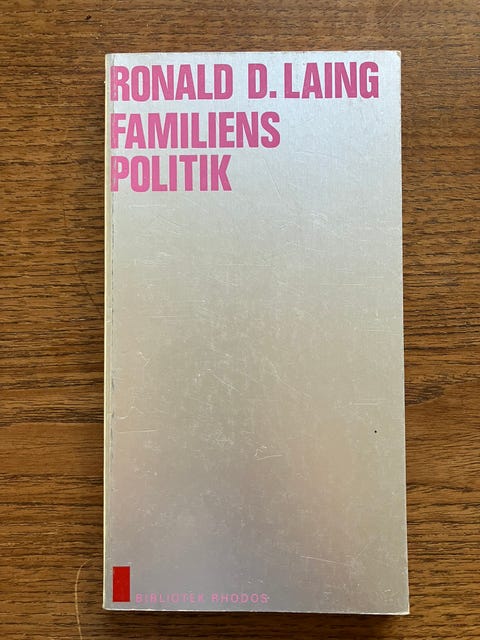 RONALD D. LAING
FAMILIENS
POLITIK
BIBLIOTEK RHODOS